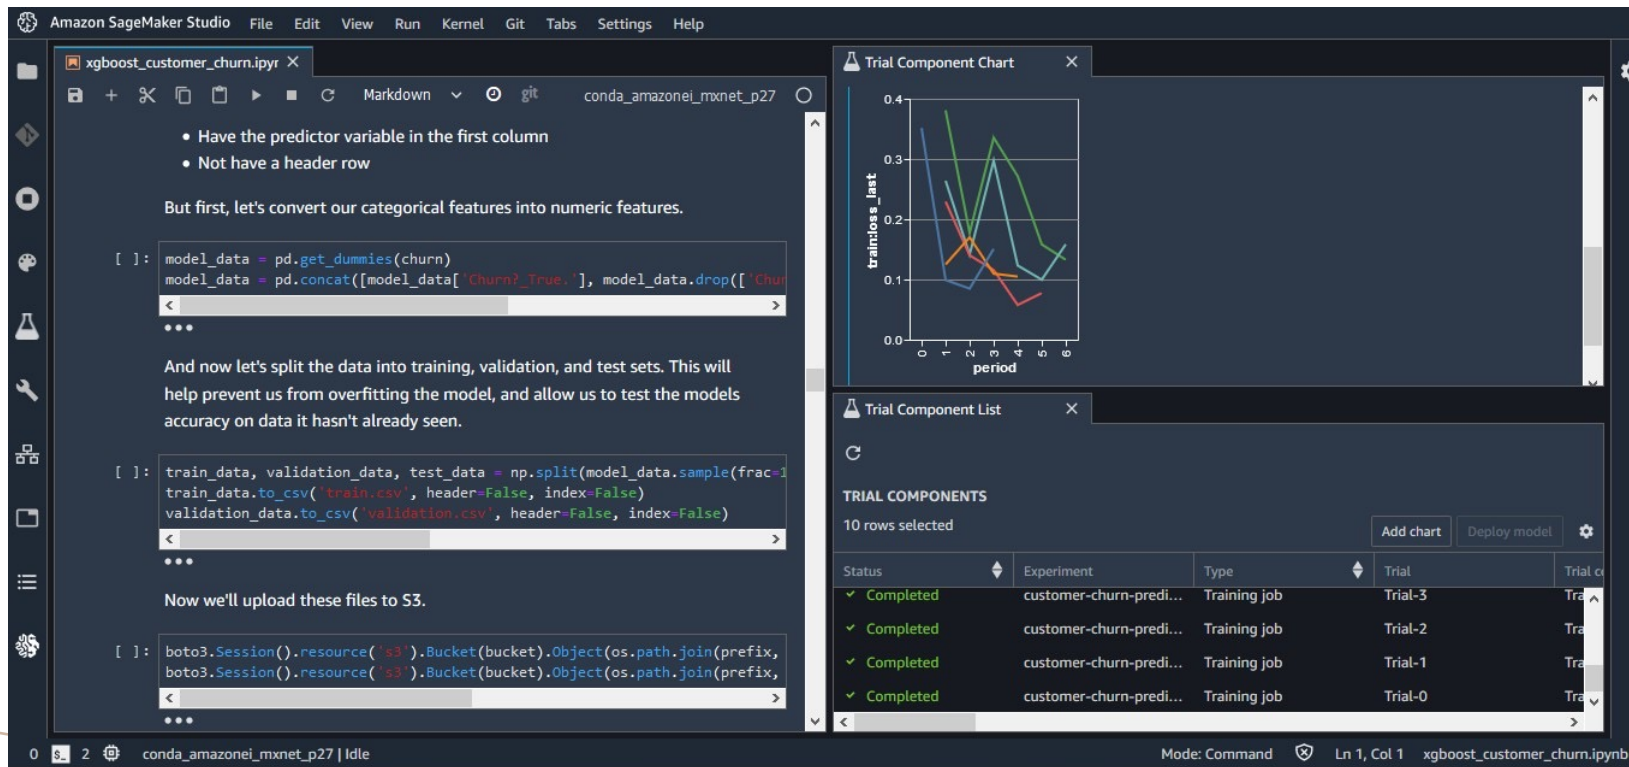 Amazon SageMaker Studio File Edit View Run Kernel Git Tabs Settings Help
xgboost_customer_churn.ipyr
Markdown git conda_amazonei_mxnet_p27
• Have the predictor variable in the first column
• Not have a header row
But first, let's convert our categorical features into numeric features.
[ ]: model_data = pd.get_dummies(churn)
model_data = pd.concat([model_data['Churn?_True.'], model_data.drop(['Chur
And now let's split the data into training, validation, and test sets. This will
help prevent us from overfitting the model, and allow us to test the models
accuracy on data it hasn't already seen.
[ ]: train_data, validation_data, test_data = np.split(model_data.sample(frac=1
train_data.to_csv('train.csv', header=False, index=False)
validation_data.to_csv('validation.csv', header=False, index=False)
Now we'll upload these files to S3.
[ ]: boto3.Session().resource('s3').Bucket(bucket).Object(os.path.join(prefix,
boto3.Session().resource('s3').Bucket(bucket).Object(os.path.join(prefix,
Trial Component Chart
train:loss_last
0.4
0.3
0.2
0.1
0.0
0 1 2 3 4 5 6
period
Trial Component List
TRIAL COMPONENTS
10 rows selected
Add chart Deploy model
Status Experiment Type Trial Trial c
Completed customer-churn-predi... Training job Trial-3 Tra
Completed customer-churn-predi... Training job Trial-2 Tra
Completed customer-churn-predi... Training job Trial-1 Tra
Completed customer-churn-predi... Training job Trial-0 Tra
0 $_ 2 conda_amazonei_mxnet_p27 | Idle Mode: Command Ln 1, Col 1 xgboost_customer_churn.ipynb